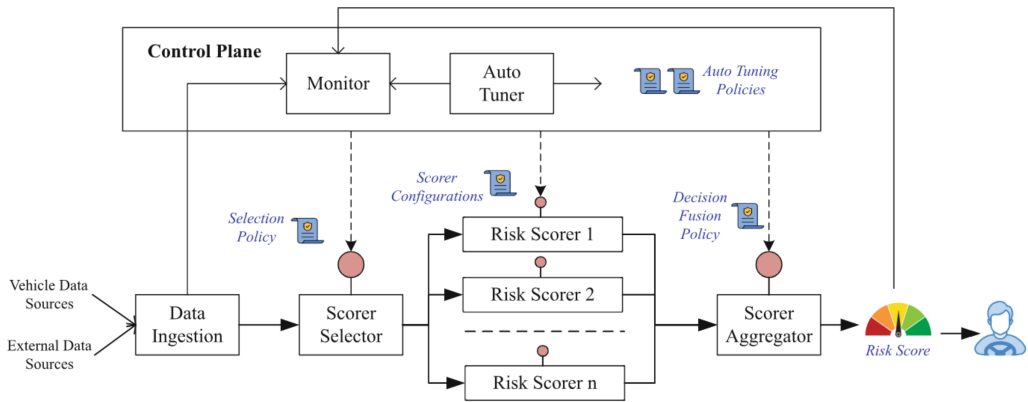 Control Plane
Monitor
Auto
Tuner
Auto Tuning
Policies
Scorer
Configurations
Selection
Policy
Decision
Fusion
Policy
Risk Scorer 1
Vehicle Data
Sources
Data
Ingestion
Scorer
Selector
Risk Scorer 2
Scorer
Aggregator
External Data
Sources
Risk Score
Risk Scorer n